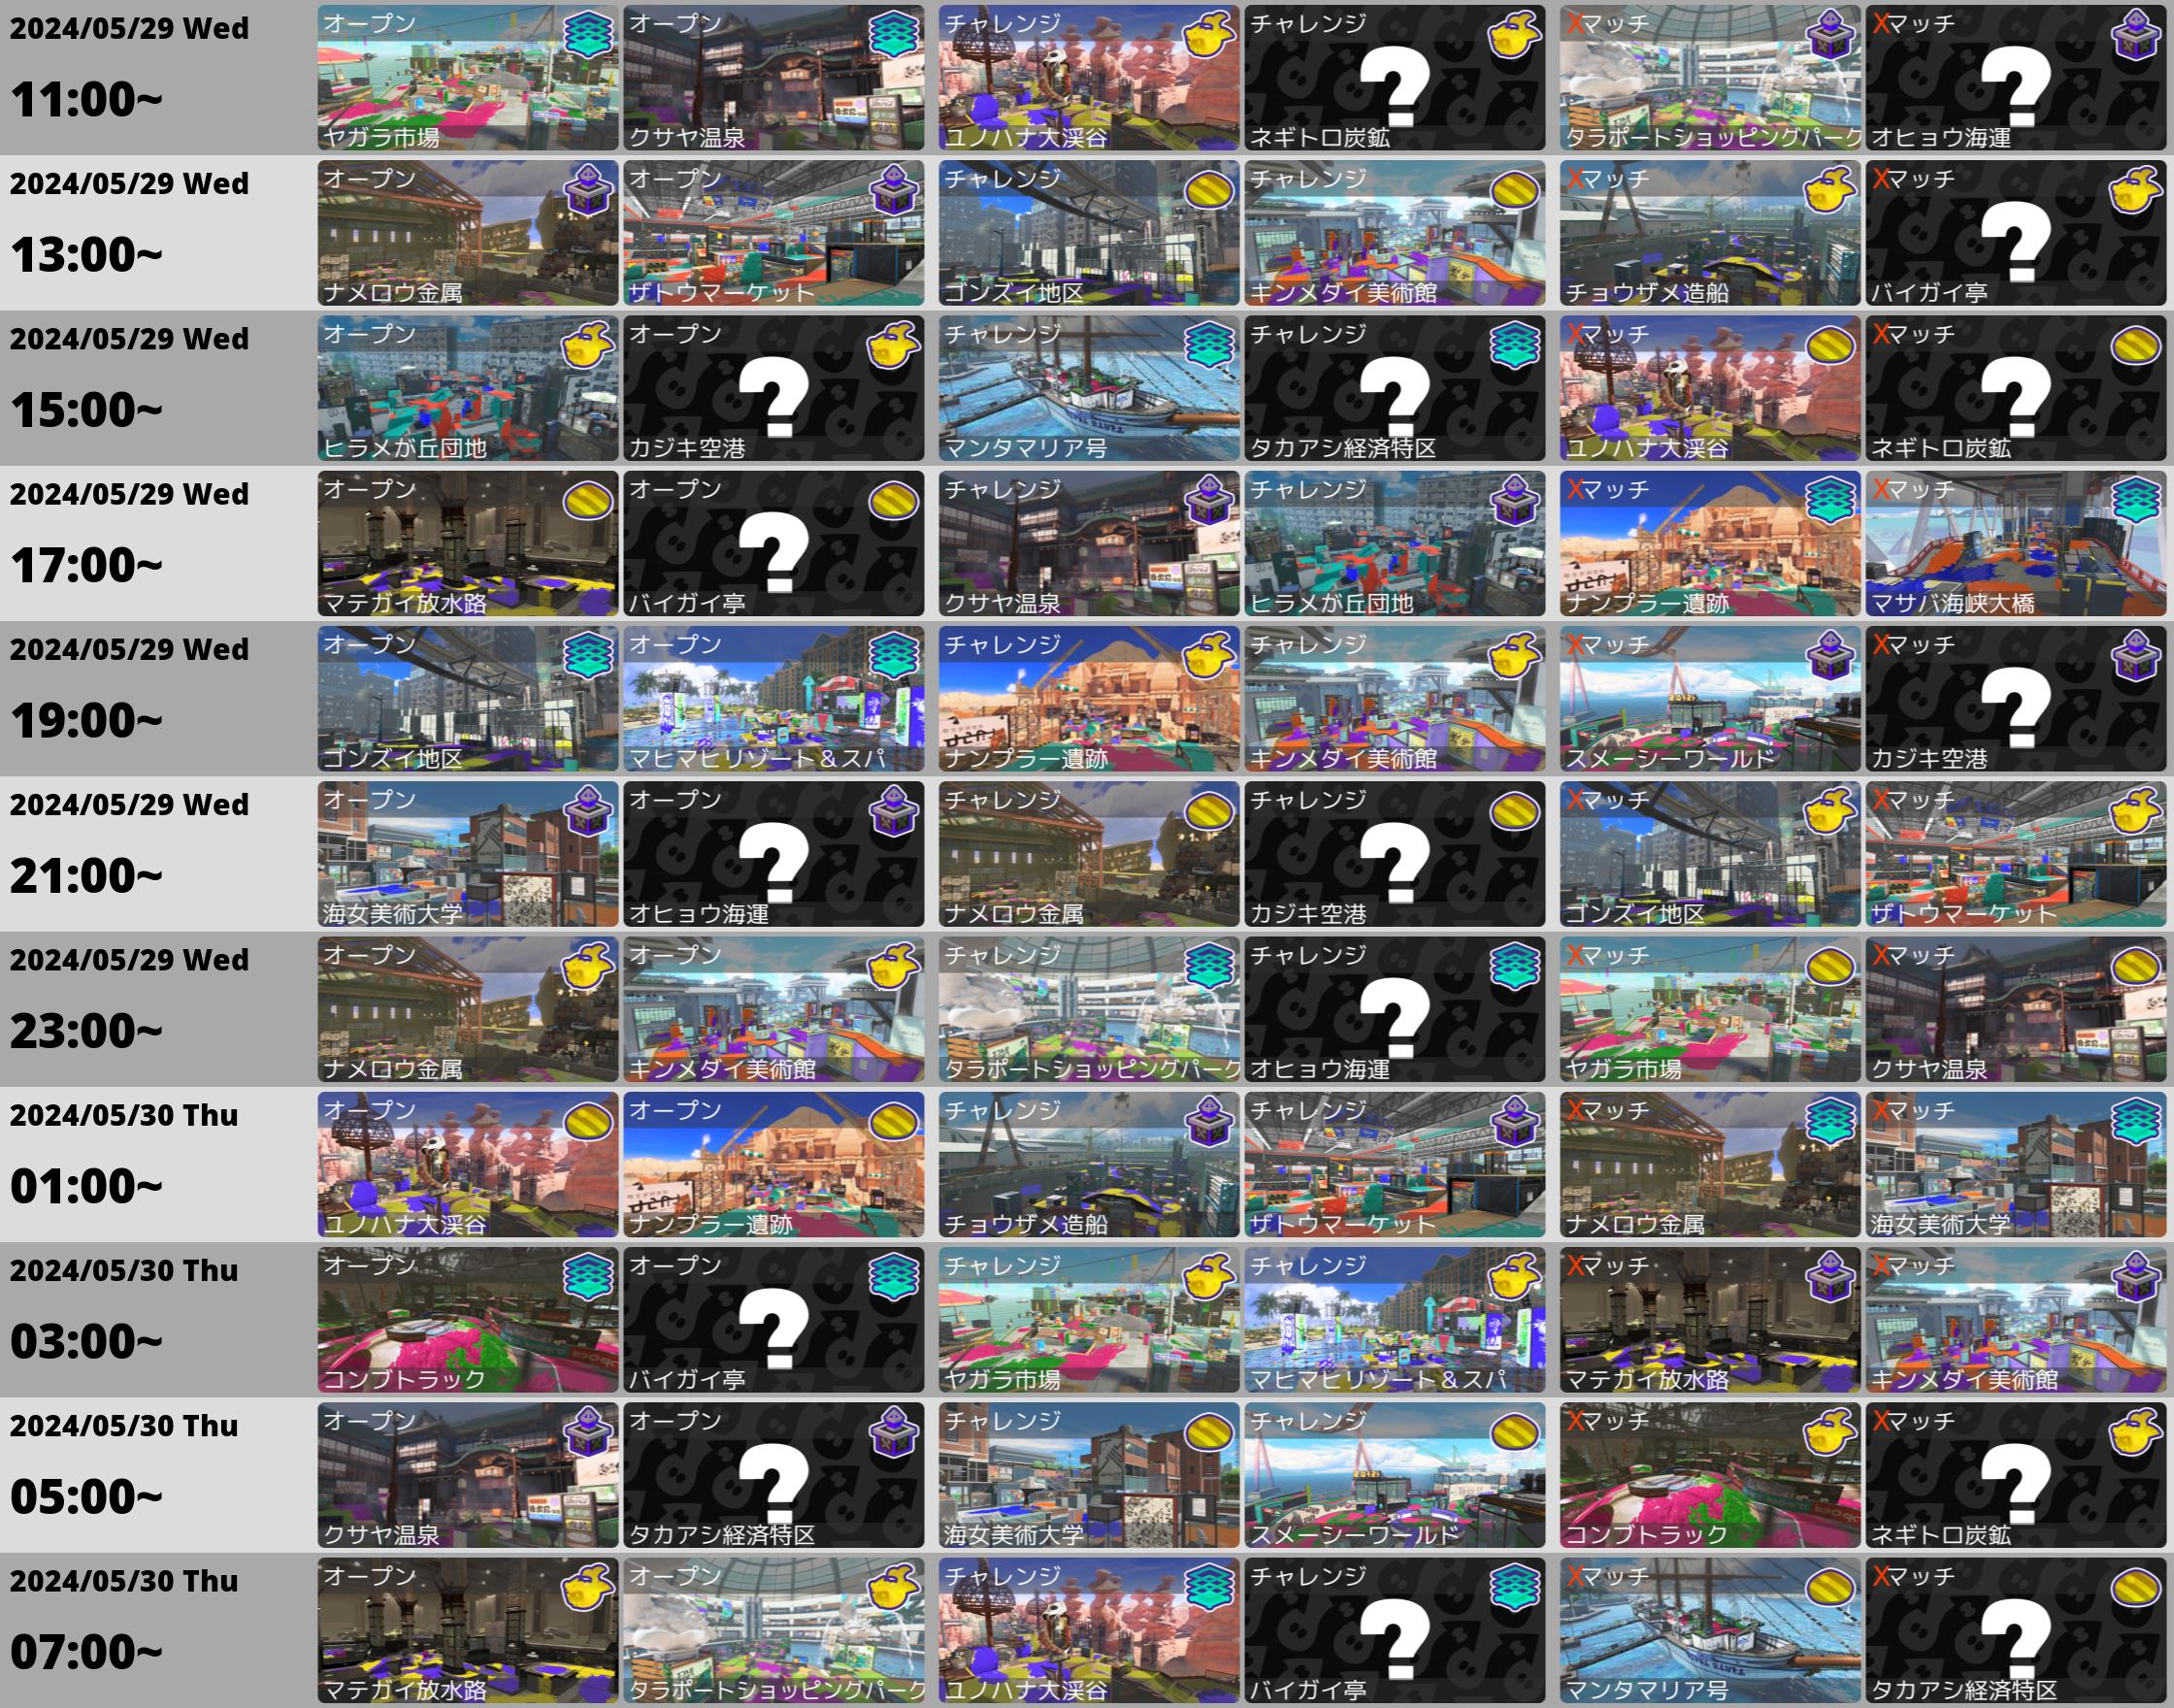 2024/05/29 Wed
11:00~
オープン
ヤガラ市場
オープン
クサヤ温泉
チャレンジ
ユノハナ大渓谷
チャレンジ
ネギトロ炭鉱
Xマッチ
タラポートショッピングパーク
Xマッチ
オヒョウ海運
2024/05/29 Wed
13:00~
オープン
ナメロウ金属
オープン
ザトウマーケット
チャレンジ
ゴンズイ地区
チャレンジ
キンメダイ美術館
Xマッチ
チョウザメ造船
Xマッチ
バイガイ亭
2024/05/29 Wed
15:00~
オープン
ヒラメが丘団地
オープン
カジキ空港
チャレンジ
マンタマリア号
チャレンジ
タカアシ経済特区
Xマッチ
ユノハナ大渓谷
Xマッチ
ネギトロ炭鉱
2024/05/29 Wed
17:00~
オープン
マテガイ放水路
オープン
バイガイ亭
チャレンジ
クサヤ温泉
チャレンジ
ヒラメが丘団地
Xマッチ
ナンプラー遺跡
Xマッチ
マサバ海峡大橋
2024/05/29 Wed
19:00~
オープン
ゴンズイ地区
オープン
マヒマヒリゾート＆スパ
チャレンジ
ナンプラー遺跡
チャレンジ
キンメダイ美術館
Xマッチ
スメーシーワールド
Xマッチ
カジキ空港
2024/05/29 Wed
21:00~
オープン
海女美術大学
オープン
オヒョウ海運
チャレンジ
ナメロウ金属
チャレンジ
カジキ空港
Xマッチ
ゴンズイ地区
Xマッチ
ザトウマーケット
2024/05/29 Wed
23:00~
オープン
ナメロウ金属
オープン
キンメダイ美術館
チャレンジ
タラポートショッピングパーク
チャレンジ
オヒョウ海運
Xマッチ
ヤガラ市場
Xマッチ
クサヤ温泉
2024/05/30 Thu
01:00~
オープン
ユノハナ大渓谷
オープン
ナンプラー遺跡
チャレンジ
チョウザメ造船
チャレンジ
ザトウマーケット
Xマッチ
ナメロウ金属
Xマッチ
海女美術大学
2024/05/30 Thu
03:00~
オープン
コンブトラック
オープン
バイガイ亭
チャレンジ
ヤガラ市場
チャレンジ
マヒマヒリゾート＆スパ
Xマッチ
マテガイ放水路
Xマッチ
キンメダイ美術館
2024/05/30 Thu
05:00~
オープン
クサヤ温泉
オープン
タカアシ経済特区
チャレンジ
海女美術大学
チャレンジ
スメーシーワールド
Xマッチ
コンブトラック
Xマッチ
ネギトロ炭鉱
2024/05/30 Thu
07:00~
オープン
マテガイ放水路
オープン
タラポートショッピングパーク
チャレンジ
ユノハナ大渓谷
チャレンジ
バイガイ亭
Xマッチ
マンタマリア号
Xマッチ
タカアシ経済特区